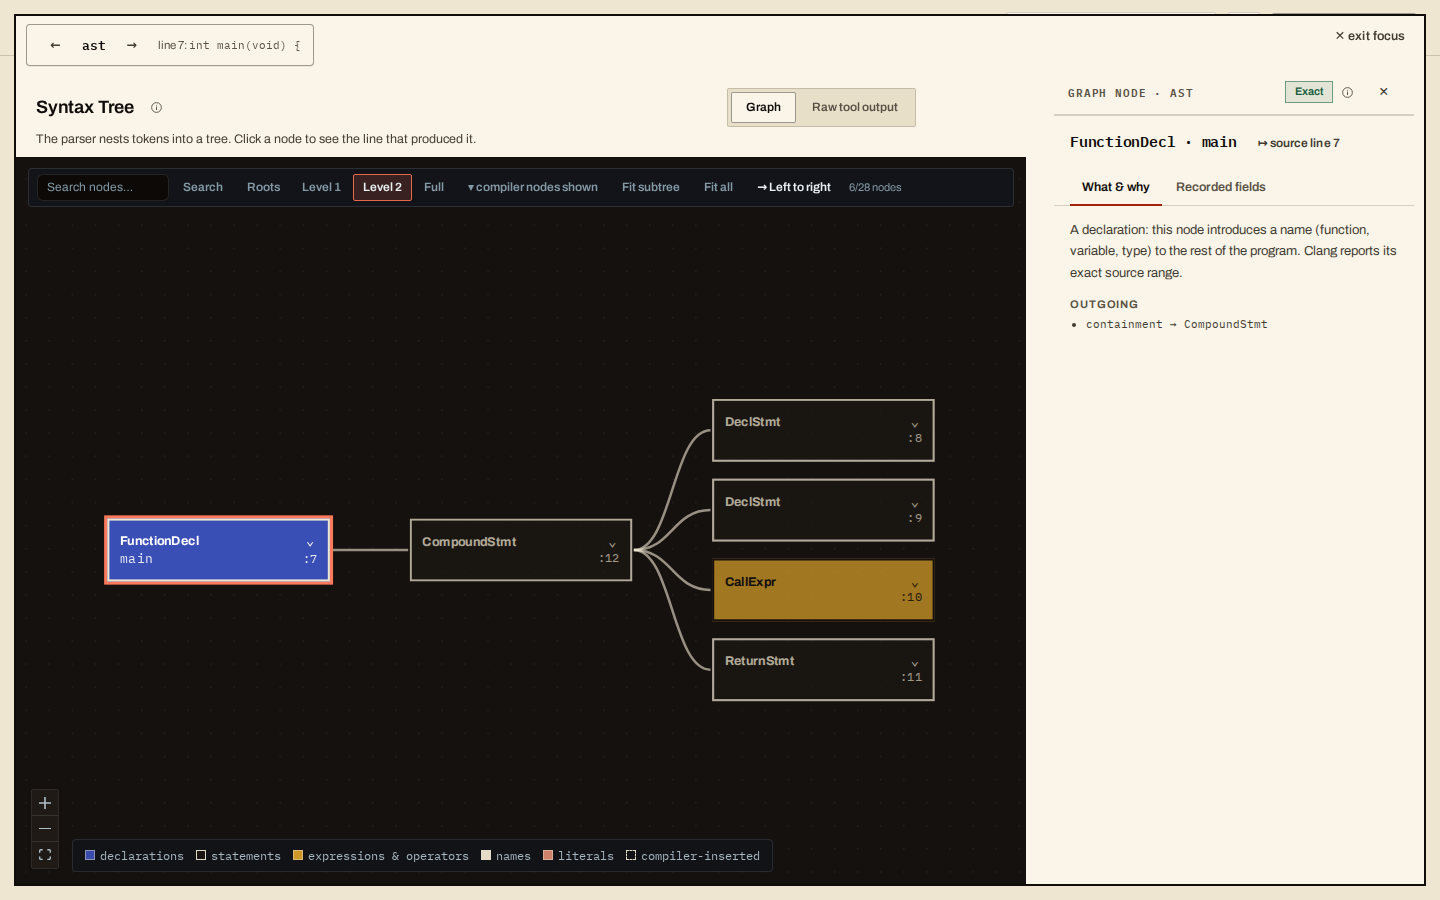 ← ast → line 7: int main(void) {
✕ exit focus
Syntax Tree
Graph
Raw tool output
The parser nests tokens into a tree. Click a node to see the line that produced it.
Search nodes...
Search
Roots
Level 1
Level 2
Full
▾ compiler nodes shown
Fit subtree
Fit all
→ Left to right
6/28 nodes
FunctionDecl
main :7
CompoundStmt
:12
DeclStmt
:8
DeclStmt
:9
CallExpr
:10
ReturnStmt
:11
declarations
statements
expressions & operators
names
literals
compiler-inserted
GRAPH NODE · AST
Exact
✕
FunctionDecl · main
↦ source line 7
What & why
Recorded fields
A declaration: this node introduces a name (function,
variable, type) to the rest of the program. Clang reports its
exact source range.
OUTGOING
• containment → CompoundStmt